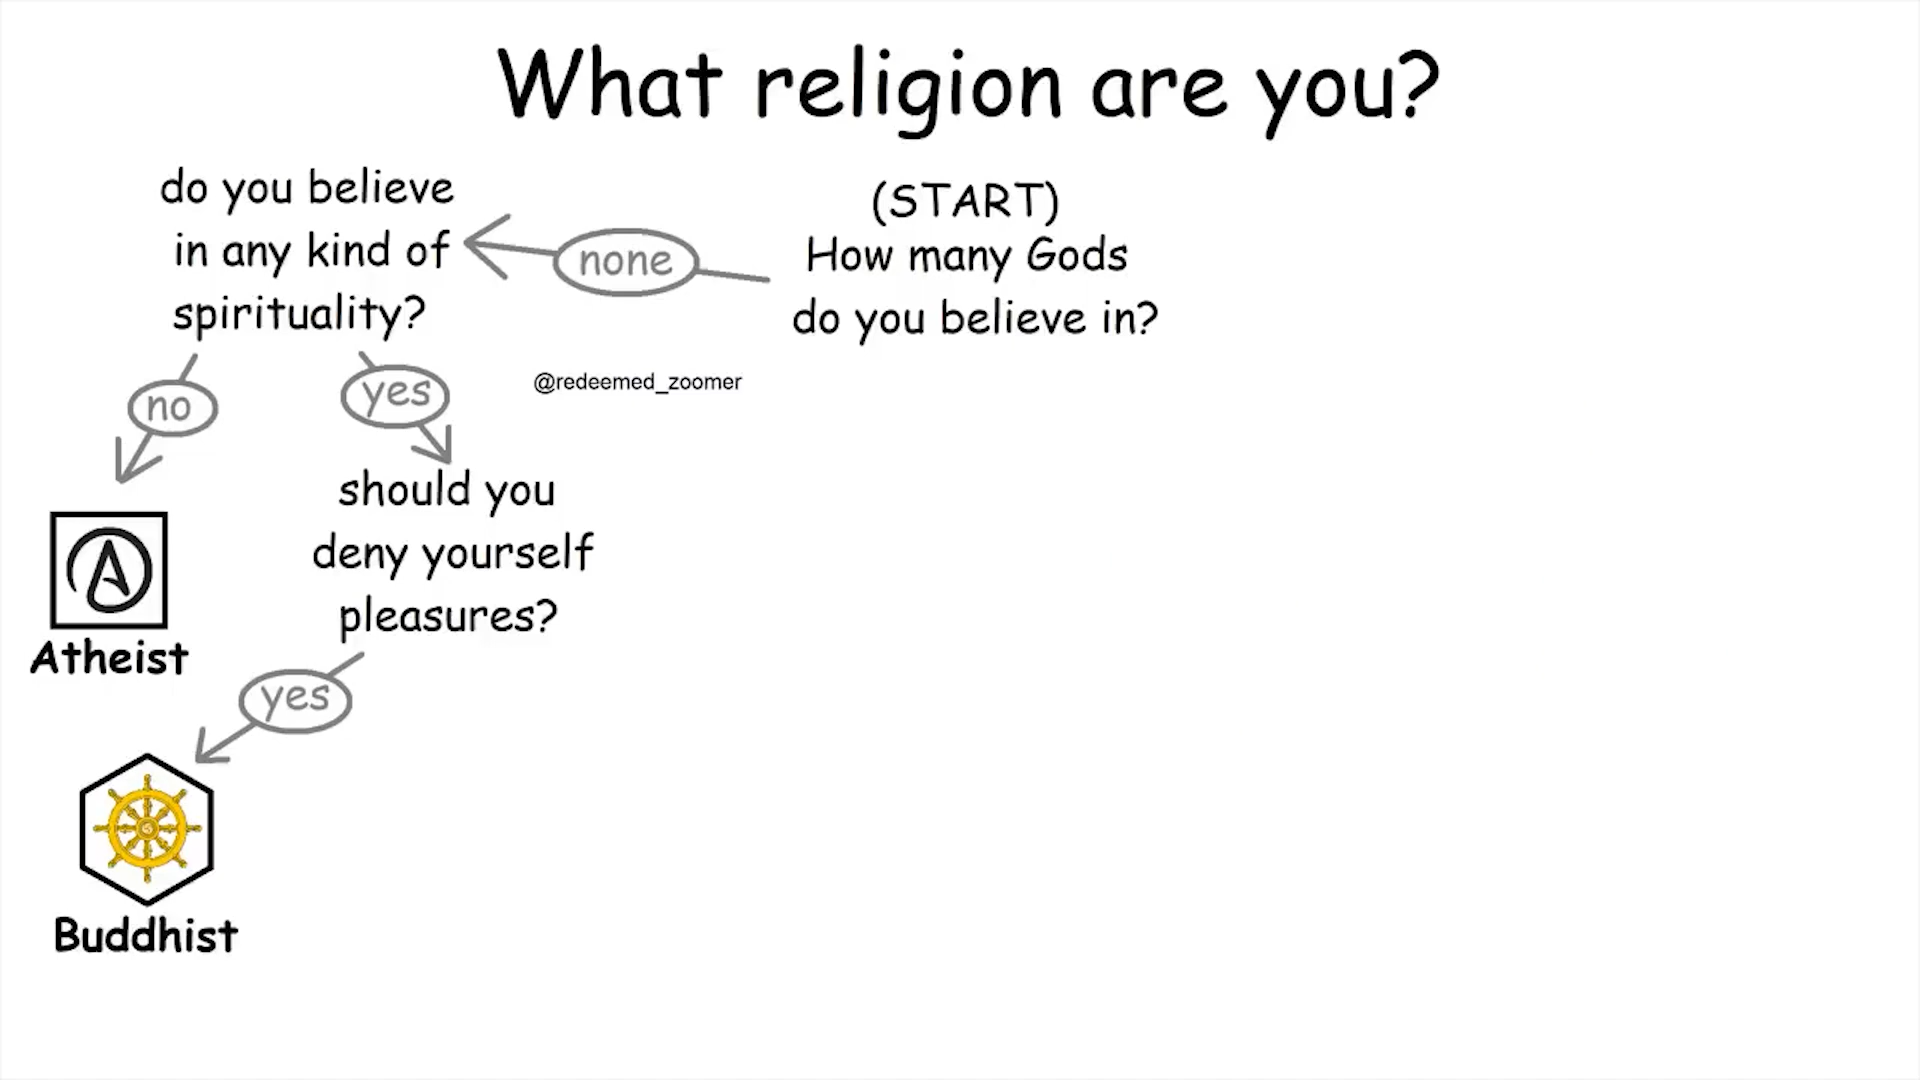 What religion are you?
(START)
How many Gods
do you believe in?
none
do you believe
in any kind of
spirituality?
no
yes
@redeemed_zoomer
Atheist
should you
deny yourself
pleasures?
yes
Buddhist